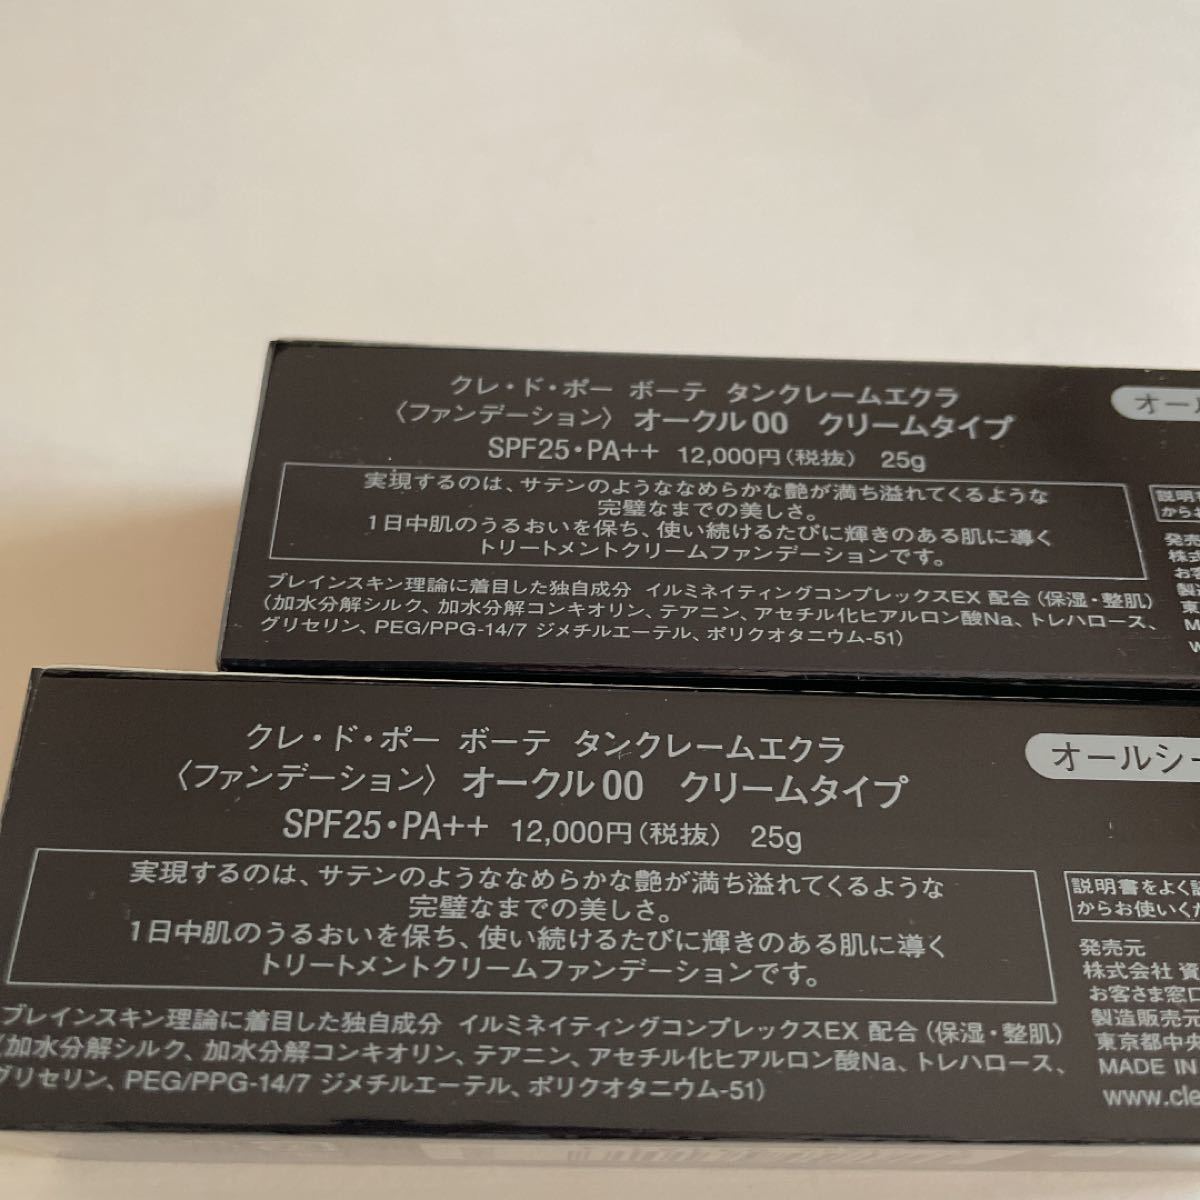 クレ・ド・ポー ボーテ タンクレームエクラ
〈ファンデーション〉 オークル00 クリームタイプ
SPF25・PA++ 12,000円(税抜) 25g
実現するのは、サテンのようななめらかな艶が満ち溢れてくるような
完璧なまでの美しさ。
1日中肌のうるおいを保ち、使い続けるたびに輝きのある肌に導く
トリートメントクリームファンデーションです。
ブレインスキン理論に着目した独自成分 イルミネイティングコンプレックスEX 配合(保湿・整肌)
(加水分解シルク、加水分解コンキオリン、テアニン、アセチル化ヒアルロン酸Na、トレハロース、
グリセリン、PEG/PPG-14/7 ジメチルエーテル、ポリクオタニウム-51)
オール
説明
から
発売
株式
お客
製
東
M
w
クレ・ド・ポー ボーテ タンクレームエクラ
〈ファンデーション〉 オークル00 クリームタイプ
SPF25・PA++ 12,000円(税抜) 25g
実現するのは、サテンのようななめらかな艶が満ち溢れてくるような
完璧なまでの美しさ。
1日中肌のうるおいを保ち、使い続けるたびに輝きのある肌に導く
トリートメントクリームファンデーションです。
ブレインスキン理論に着目した独自成分 イルミネイティングコンプレックスEX 配合(保湿・整肌)
(加水分解シルク、加水分解コンキオリン、テアニン、アセチル化ヒアルロン酸Na、トレハロース、
グリセリン、PEG/PPG-14/7 ジメチルエーテル、ポリクオタニウム-51)
オールシー
説明書をよく
からお使いくだ
発売元
株式会社 資
お客さま窓口
製造販売元
東京都中央
MADE IN
www.cle